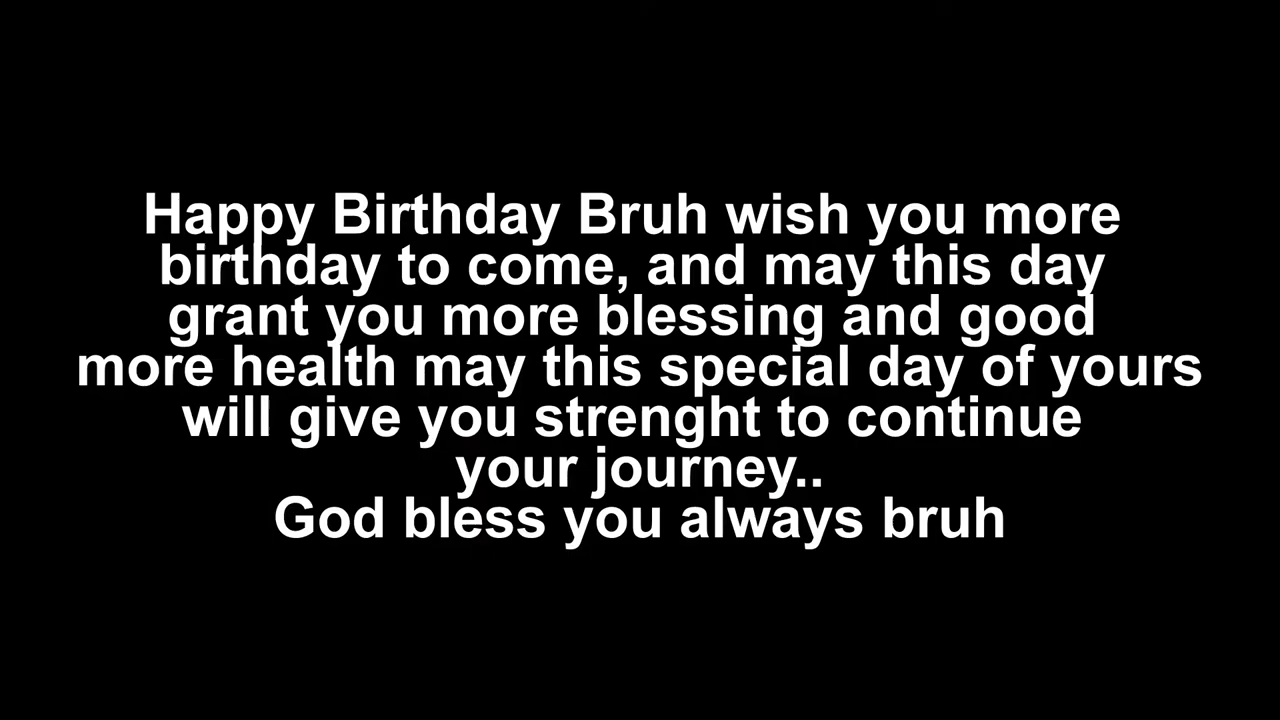 Happy Birthday Bruh wish you more
birthday to come, and may this day
grant you more blessing and good
more health may this special day of yours
will give you strenght to continue
your journey..
God bless you always bruh